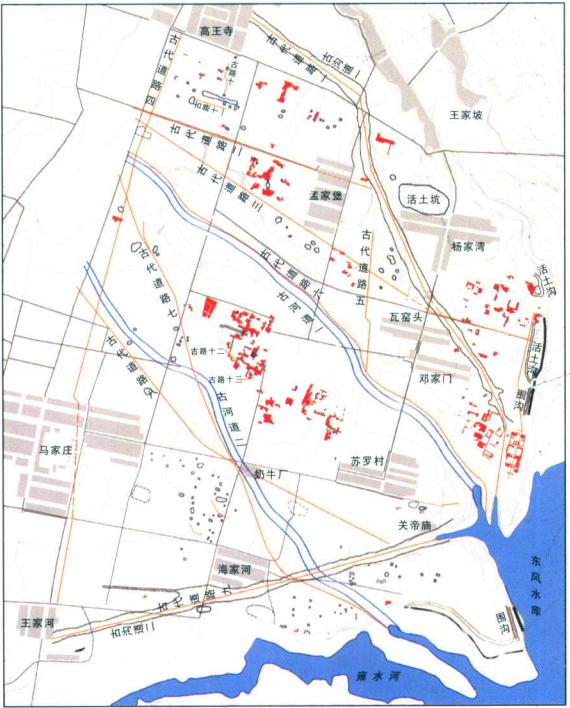 高王寺
古沟道一
古代道路一
古代道路四
古路十
古路十一
王家坡
古代道路二
古代道路三
孟家堡
活土坑
杨家湾
古代道路五
古代道路六
古河道一
古代道路七
活土沟
瓦窑头
活土沟
古路十二
古代道路八
古路十三
邓家门
围沟
古河道二
马家庄
苏罗村
奶牛厂
关帝庙
海家河
东风水库
古代道路九
王家河
古沟道二
围沟
雍水河